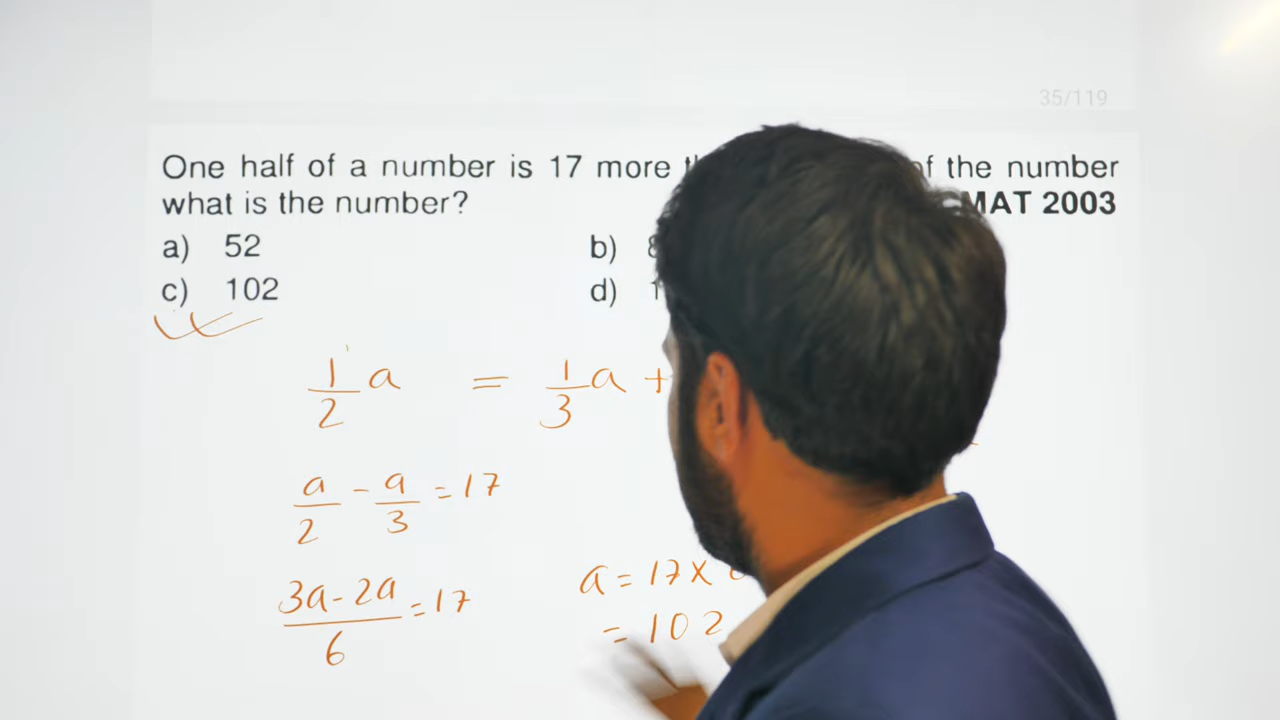 35/119
One half of a number is 17 more of the number
what is the number? MAT 2003
a) 52 b)
c) 102 d)
1/2 a = 1/3 a +
a/2 - a/3 = 17
(3a - 2a)/6 = 17
a = 17 ×
= 102